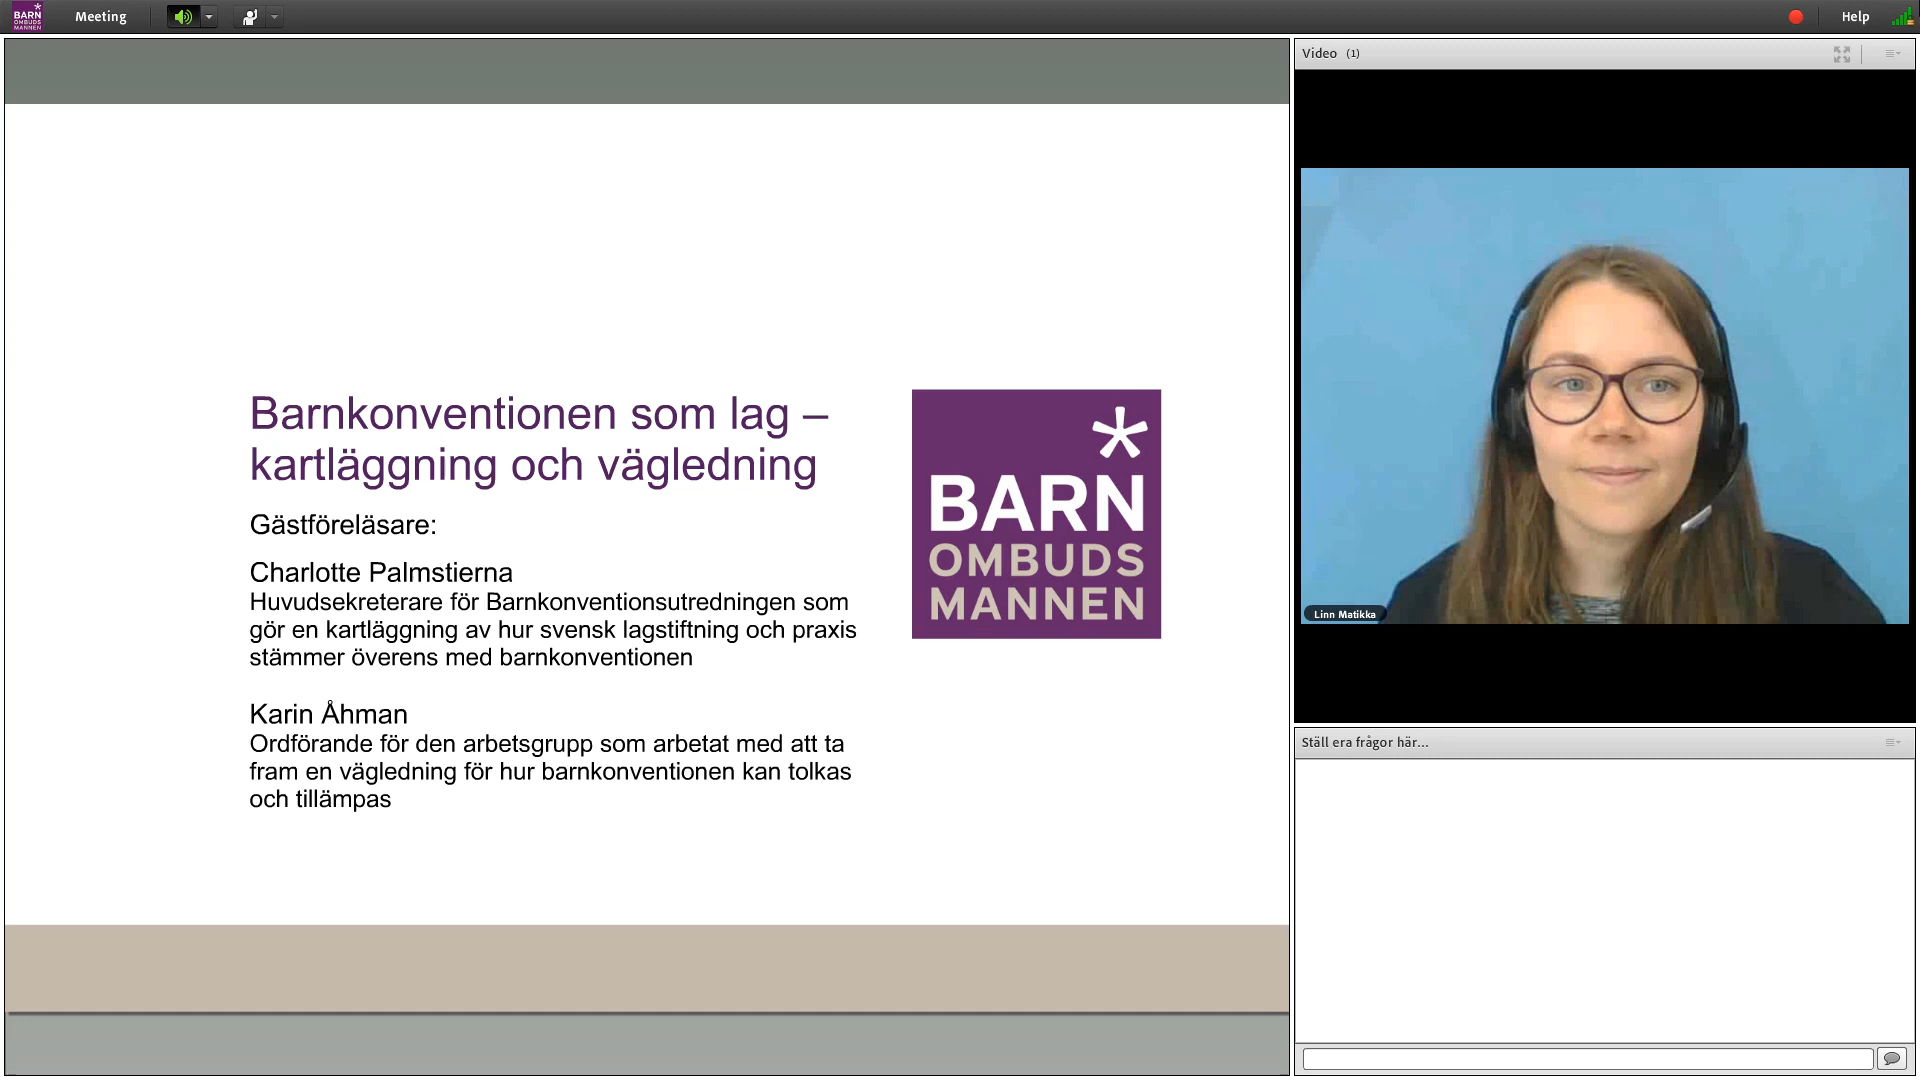 BARN
OMBUDS
MANNEN
Meeting
Help
Barnkonventionen som lag –
kartläggning och vägledning
Gästföreläsare:
Charlotte Palmstierna
Huvudsekreterare för Barnkonventionsutredningen som
gör en kartläggning av hur svensk lagstiftning och praxis
stämmer överens med barnkonventionen
Karin Åhman
Ordförande för den arbetsgrupp som arbetat med att ta
fram en vägledning för hur barnkonventionen kan tolkas
och tillämpas
BARN
OMBUDS
MANNEN
Video (1)
Linn Matikka
Ställ era frågor här...